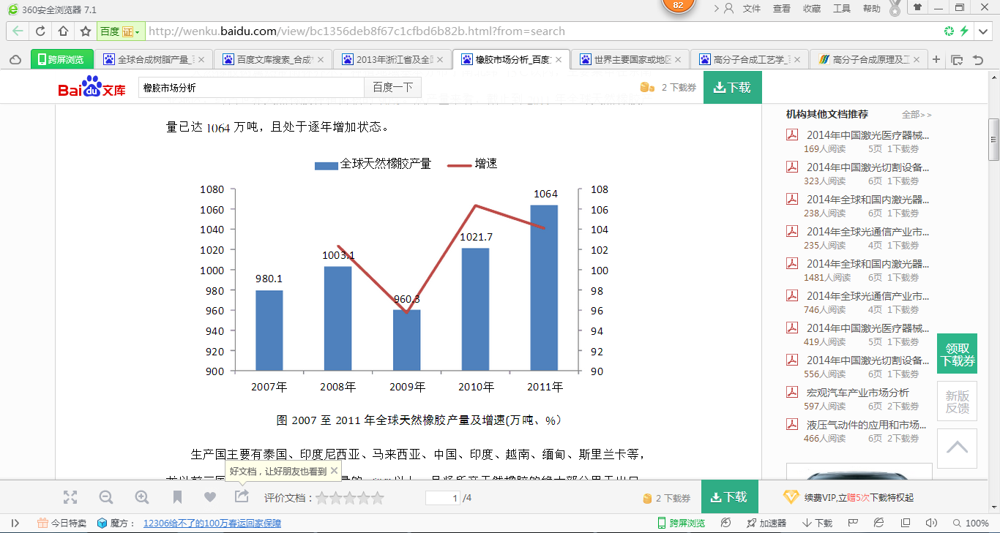 360安全浏览器 7.1
82
文件 查看 收藏 工具 帮助
百度 证 http://wenku.baidu.com/view/bc1356deb8f67c1cfbd6b82b.html?from=search
跨屏浏览 全球合成树脂产量_ 百度文库搜索_合成 2013年浙江省及全 橡胶市场分析_百度 世界主要国家或地区 高分子合成工艺学_ 高分子合成原理及工
Bai du 文库 橡胶市场分析 百度一下 2 下载券 下载
量已达 1064 万吨，且处于逐年增加状态。
全球天然橡胶产量 增速
1080 1060 1040 1020 1000 980 960 940 920 900
980.1 1003.1 960.3 1021.7 1064
108 106 104 102 100 98 96 94 92 90
2007年 2008年 2009年 2010年 2011年
图 2007 至 2011 年全球天然橡胶产量及增速(万吨、%）
生产国主要有泰国、印度尼西亚、马来西亚、中国、印度、越南、缅甸、斯里兰卡等，
好文档，让好朋友也看到
机构其他文档推荐 全部>>
2014年中国激光医疗器械...
169人阅读 5页 1下载券
2014年中国激光切割设备...
323人阅读 6页 1下载券
2014年全球和国内激光器...
238人阅读 6页 1下载券
2014年全球光通信产业市...
235人阅读 4页 1下载券
2014年全球和国内激光器...
1481人阅读 6页 1下载券
2014年全球光通信产业市...
746人阅读 4页 1下载券
2014年中国激光医疗器械...
419人阅读 5页 1下载券
2014年中国激光切割设备...
556人阅读 6页 1下载券
宏观汽车产业市场分析
597人阅读 6页 2下载券
液压气动件的应用和市场...
466人阅读 6页 2下载券
领取
下载券
新版
反馈
评价文档： 1 /4 2 下载券 下载 续费VIP,立赠5次下载特权起
今日特卖 魔方： 12306给不了的100万春运回家保障 跨屏浏览 加速器 下载 100%